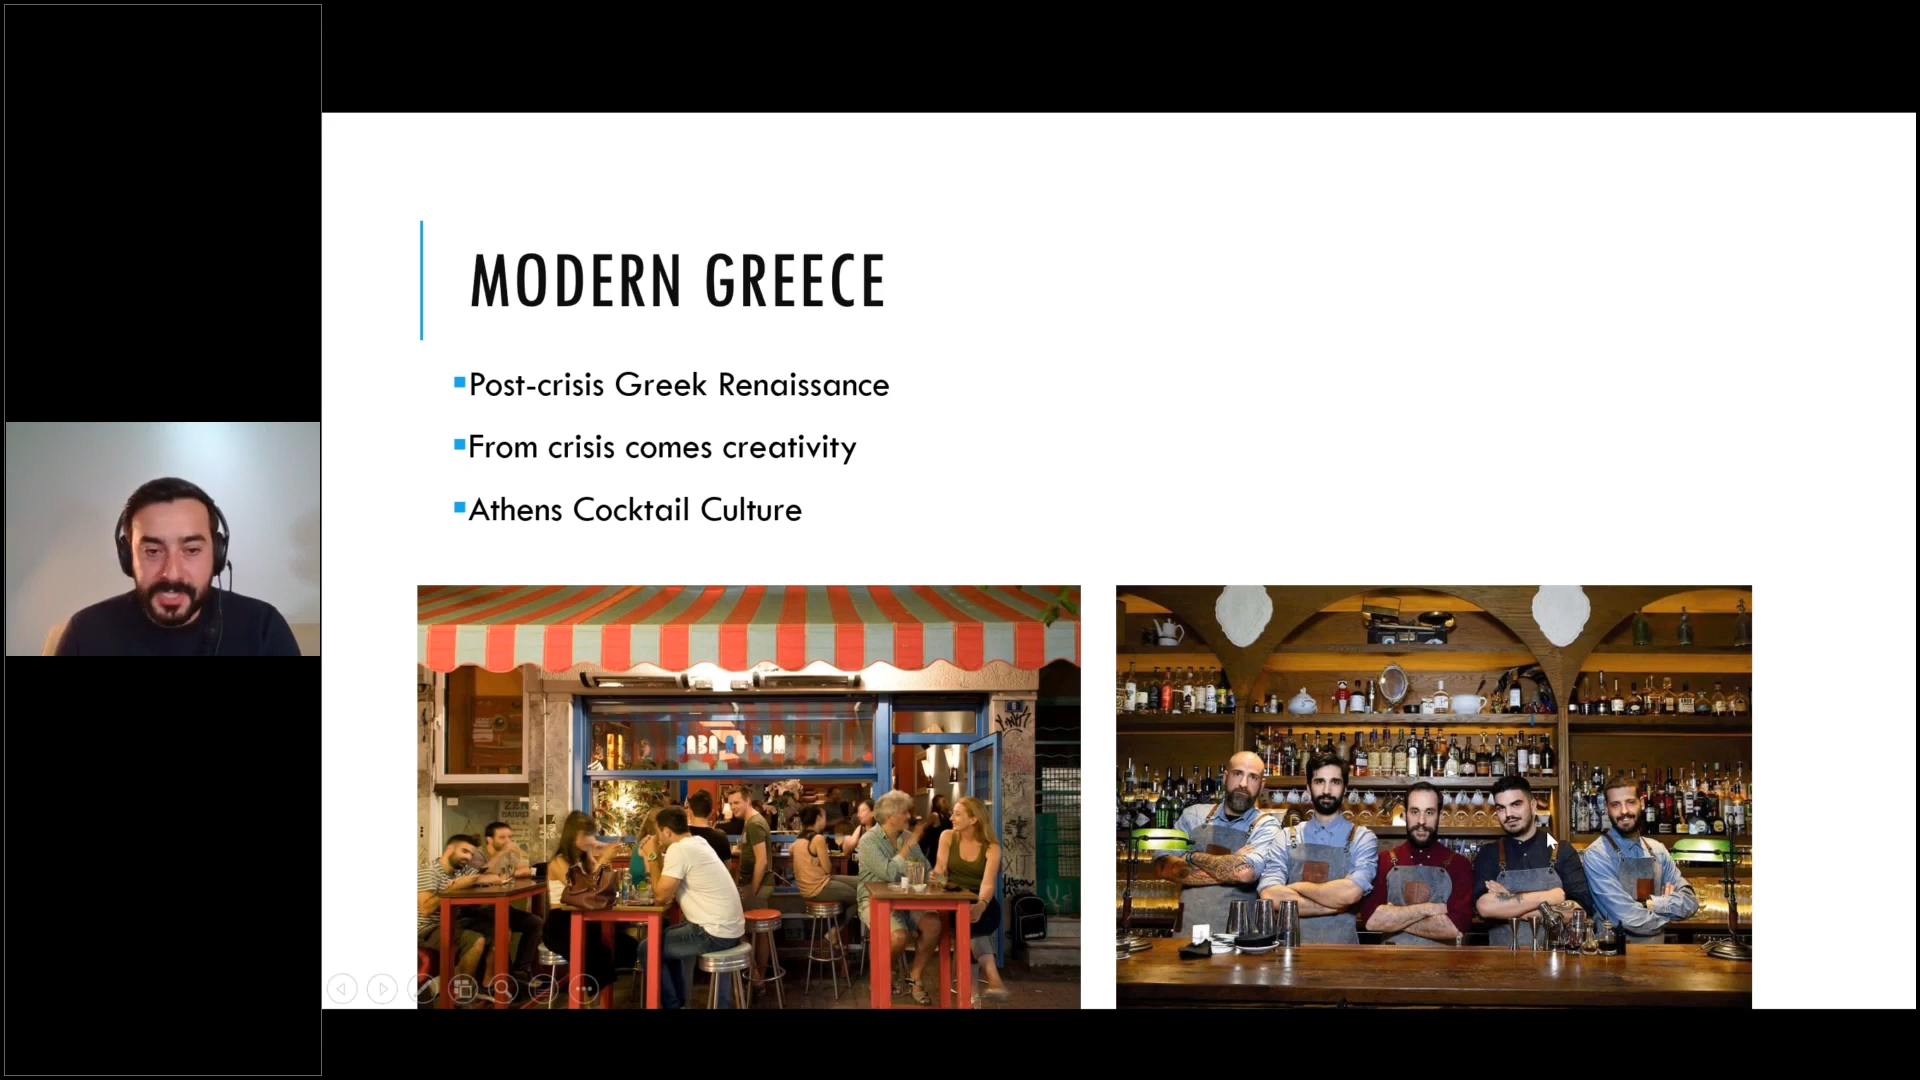 MODERN GREECE
Post-crisis Greek Renaissance
From crisis comes creativity
Athens Cocktail Culture
BABA AU RUM